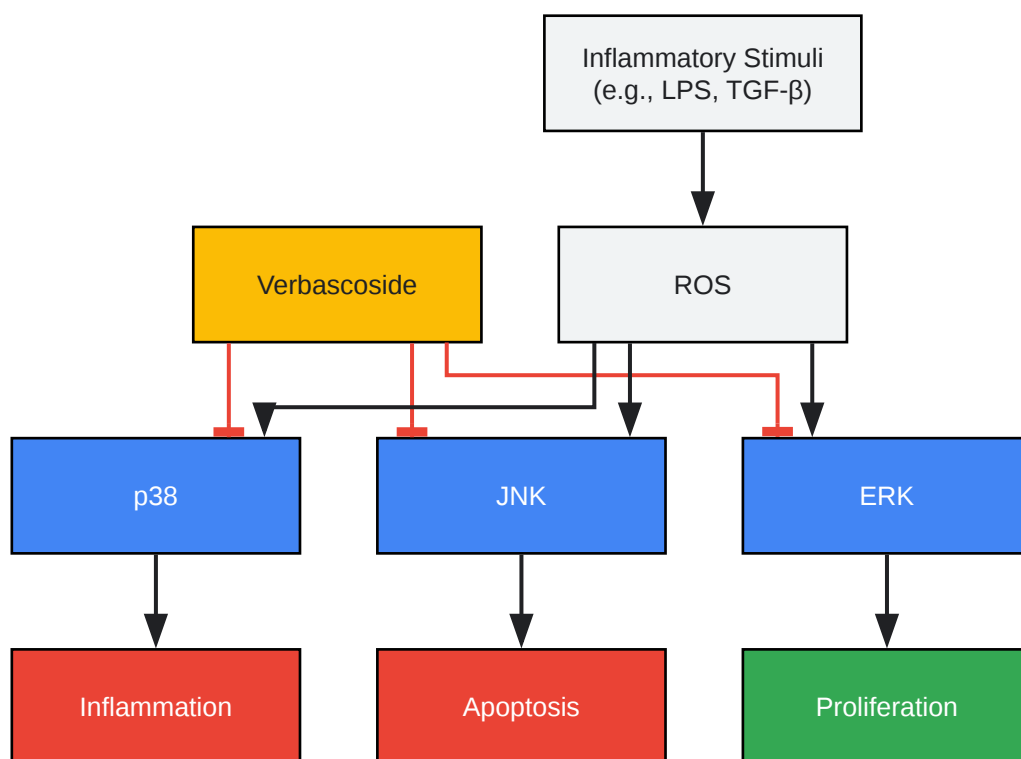 Inflammatory Stimuli
(e.g., LPS, TGF-β)
Verbascoside
ROS
p38
JNK
ERK
Inflammation
Apoptosis
Proliferation